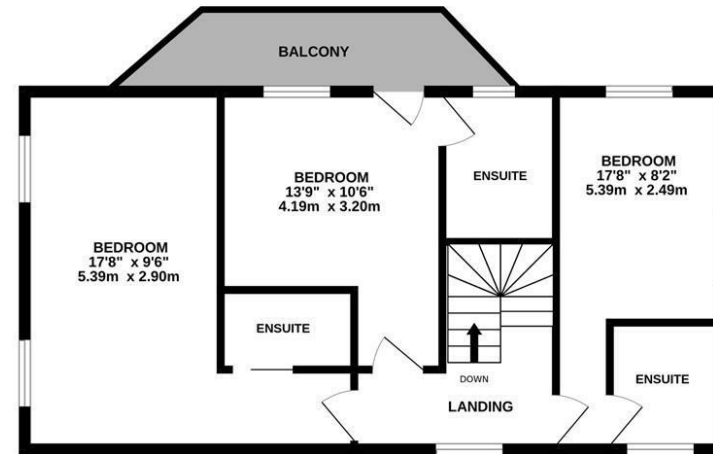 BALCONY
BEDROOM
17'8" x 9'6"
5.39m x 2.90m
BEDROOM
13'9" x 10'6"
4.19m x 3.20m
ENSUITE
BEDROOM
17'8" x 8'2"
5.39m x 2.49m
ENSUITE
DOWN
LANDING
ENSUITE